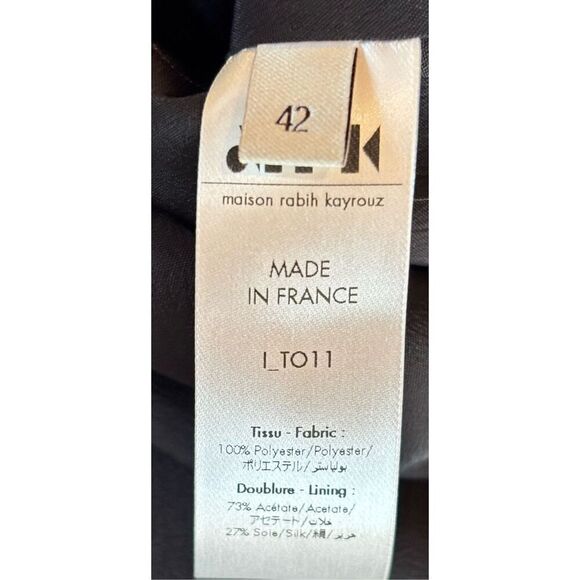 42
maison rabih kayrouz
MADE
IN FRANCE
I_TO11
Tissu - Fabric :
100% Polyester/Polyester/
ポリエステル/بوليستر
Doublure - Lining :
73% Acétate/Acetate/
アセテート/خلات
27% Soie/Silk/絹/حرير